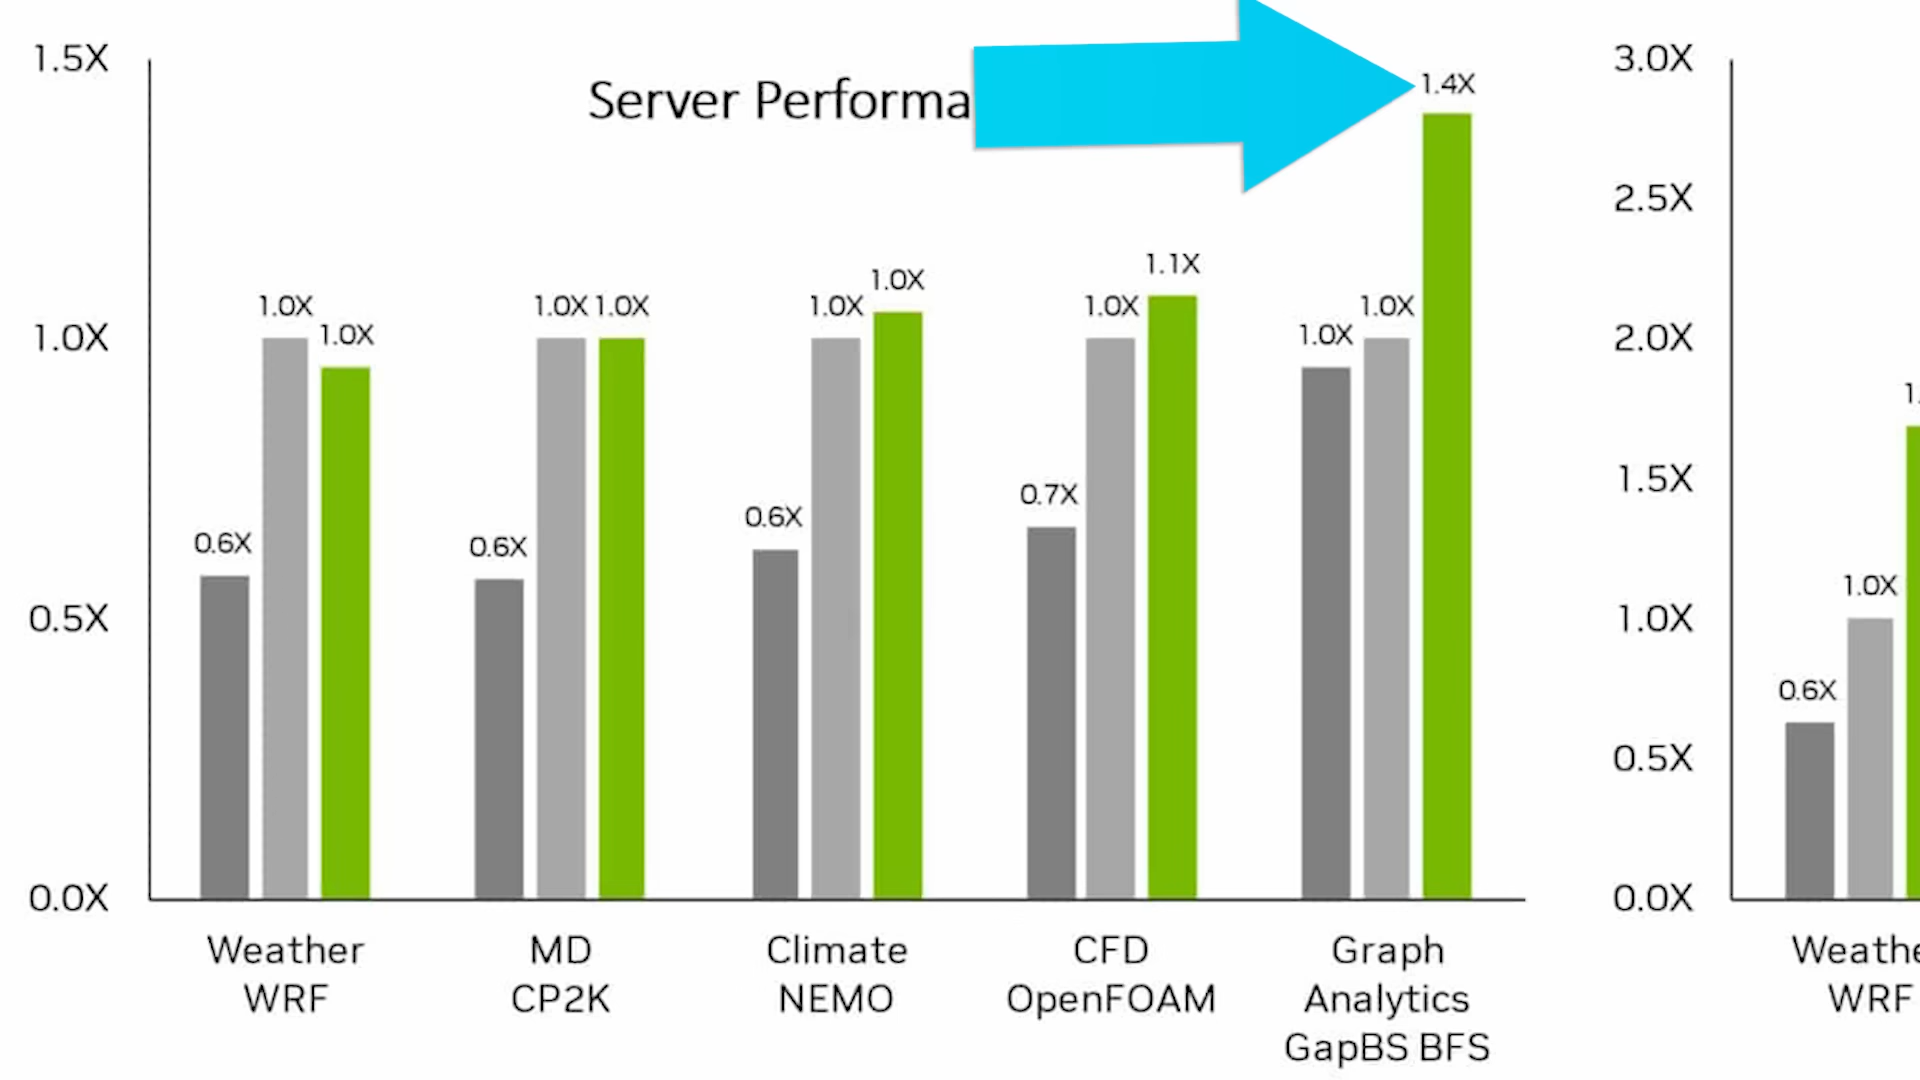 Server Performa
1.5X
1.0X
0.5X
0.0X
0.6X
1.0X
1.0X
0.6X
1.0X
1.0X
0.6X
1.0X
1.0X
0.7X
1.0X
1.1X
1.0X
1.0X
1.4X
Weather
WRF
MD
CP2K
Climate
NEMO
CFD
OpenFOAM
Graph
Analytics
GapBS BFS
3.0X
2.5X
2.0X
1.5X
1.0X
0.5X
0.0X
0.6X
1.0X
1.
Weathe
WRF